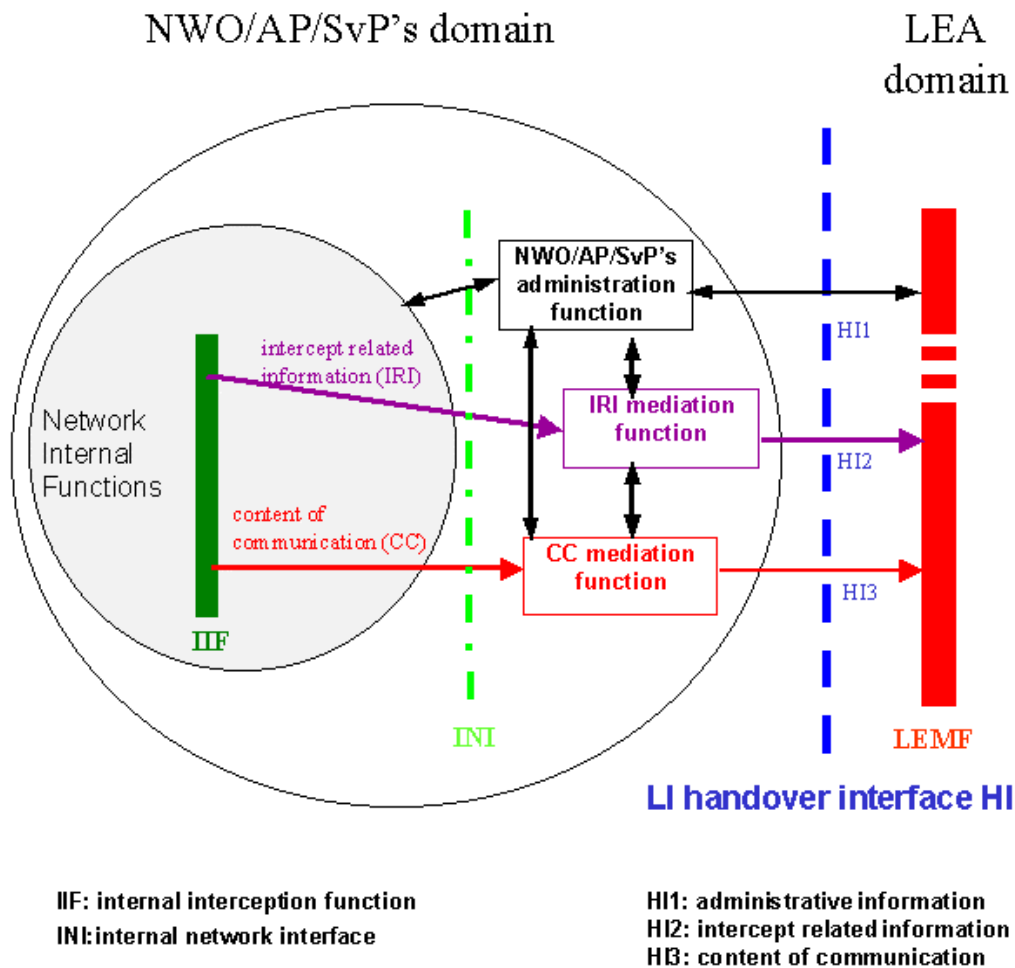 NWO/AP/SvP's domain
LEA
domain
NWO/AP/SvP's
administration
function
HI1
intercept related
information (IRI)
IRI mediation
function
HI2
Network
Internal
Functions
content of
communication (CC)
CC mediation
function
HI3
IIF
INI
LEMF
LI handover interface HI
IIF: internal interception function
INI:internal network interface
HI1: administrative information
HI2: intercept related information
HI3: content of communication